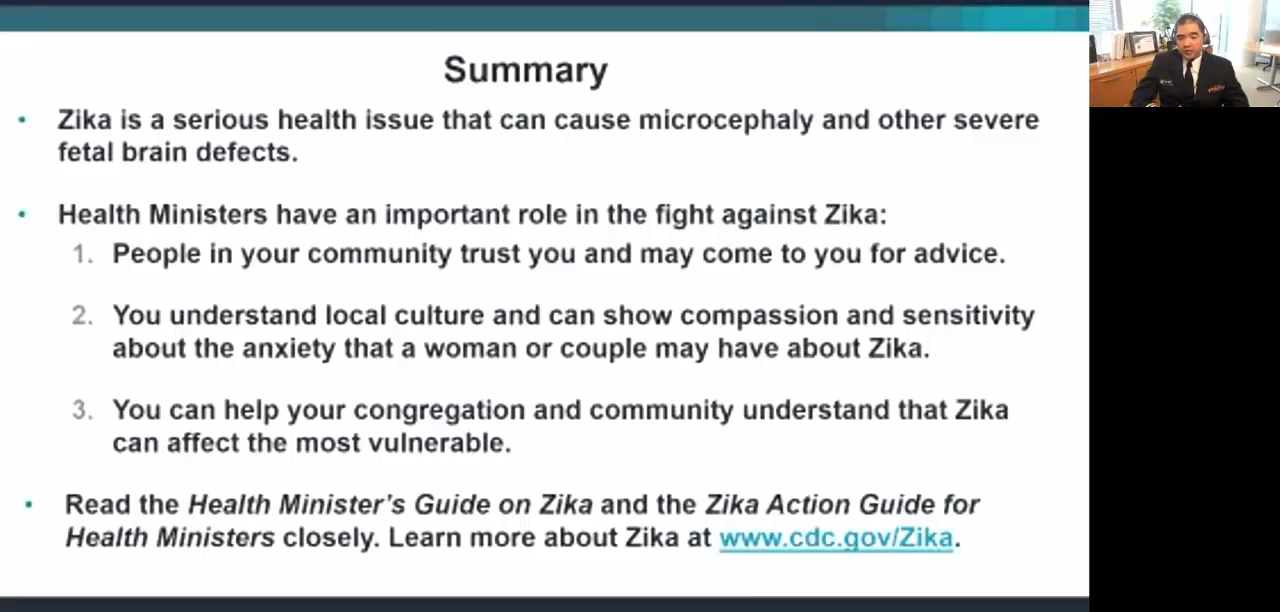 Summary
• Zika is a serious health issue that can cause microcephaly and other severe
fetal brain defects.
• Health Ministers have an important role in the fight against Zika:
1. People in your community trust you and may come to you for advice.
2. You understand local culture and can show compassion and sensitivity
about the anxiety that a woman or couple may have about Zika.
3. You can help your congregation and community understand that Zika
can affect the most vulnerable.
• Read the Health Minister’s Guide on Zika and the Zika Action Guide for
Health Ministers closely. Learn more about Zika at www.cdc.gov/Zika.